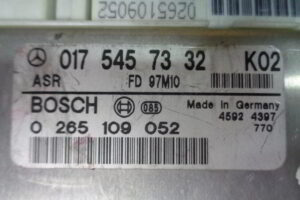 0265109052
017 545 73 32 K02
ASR FD 97M10
BOSCH 085 Made in Germany
4592 4397
0 265 109 052 770